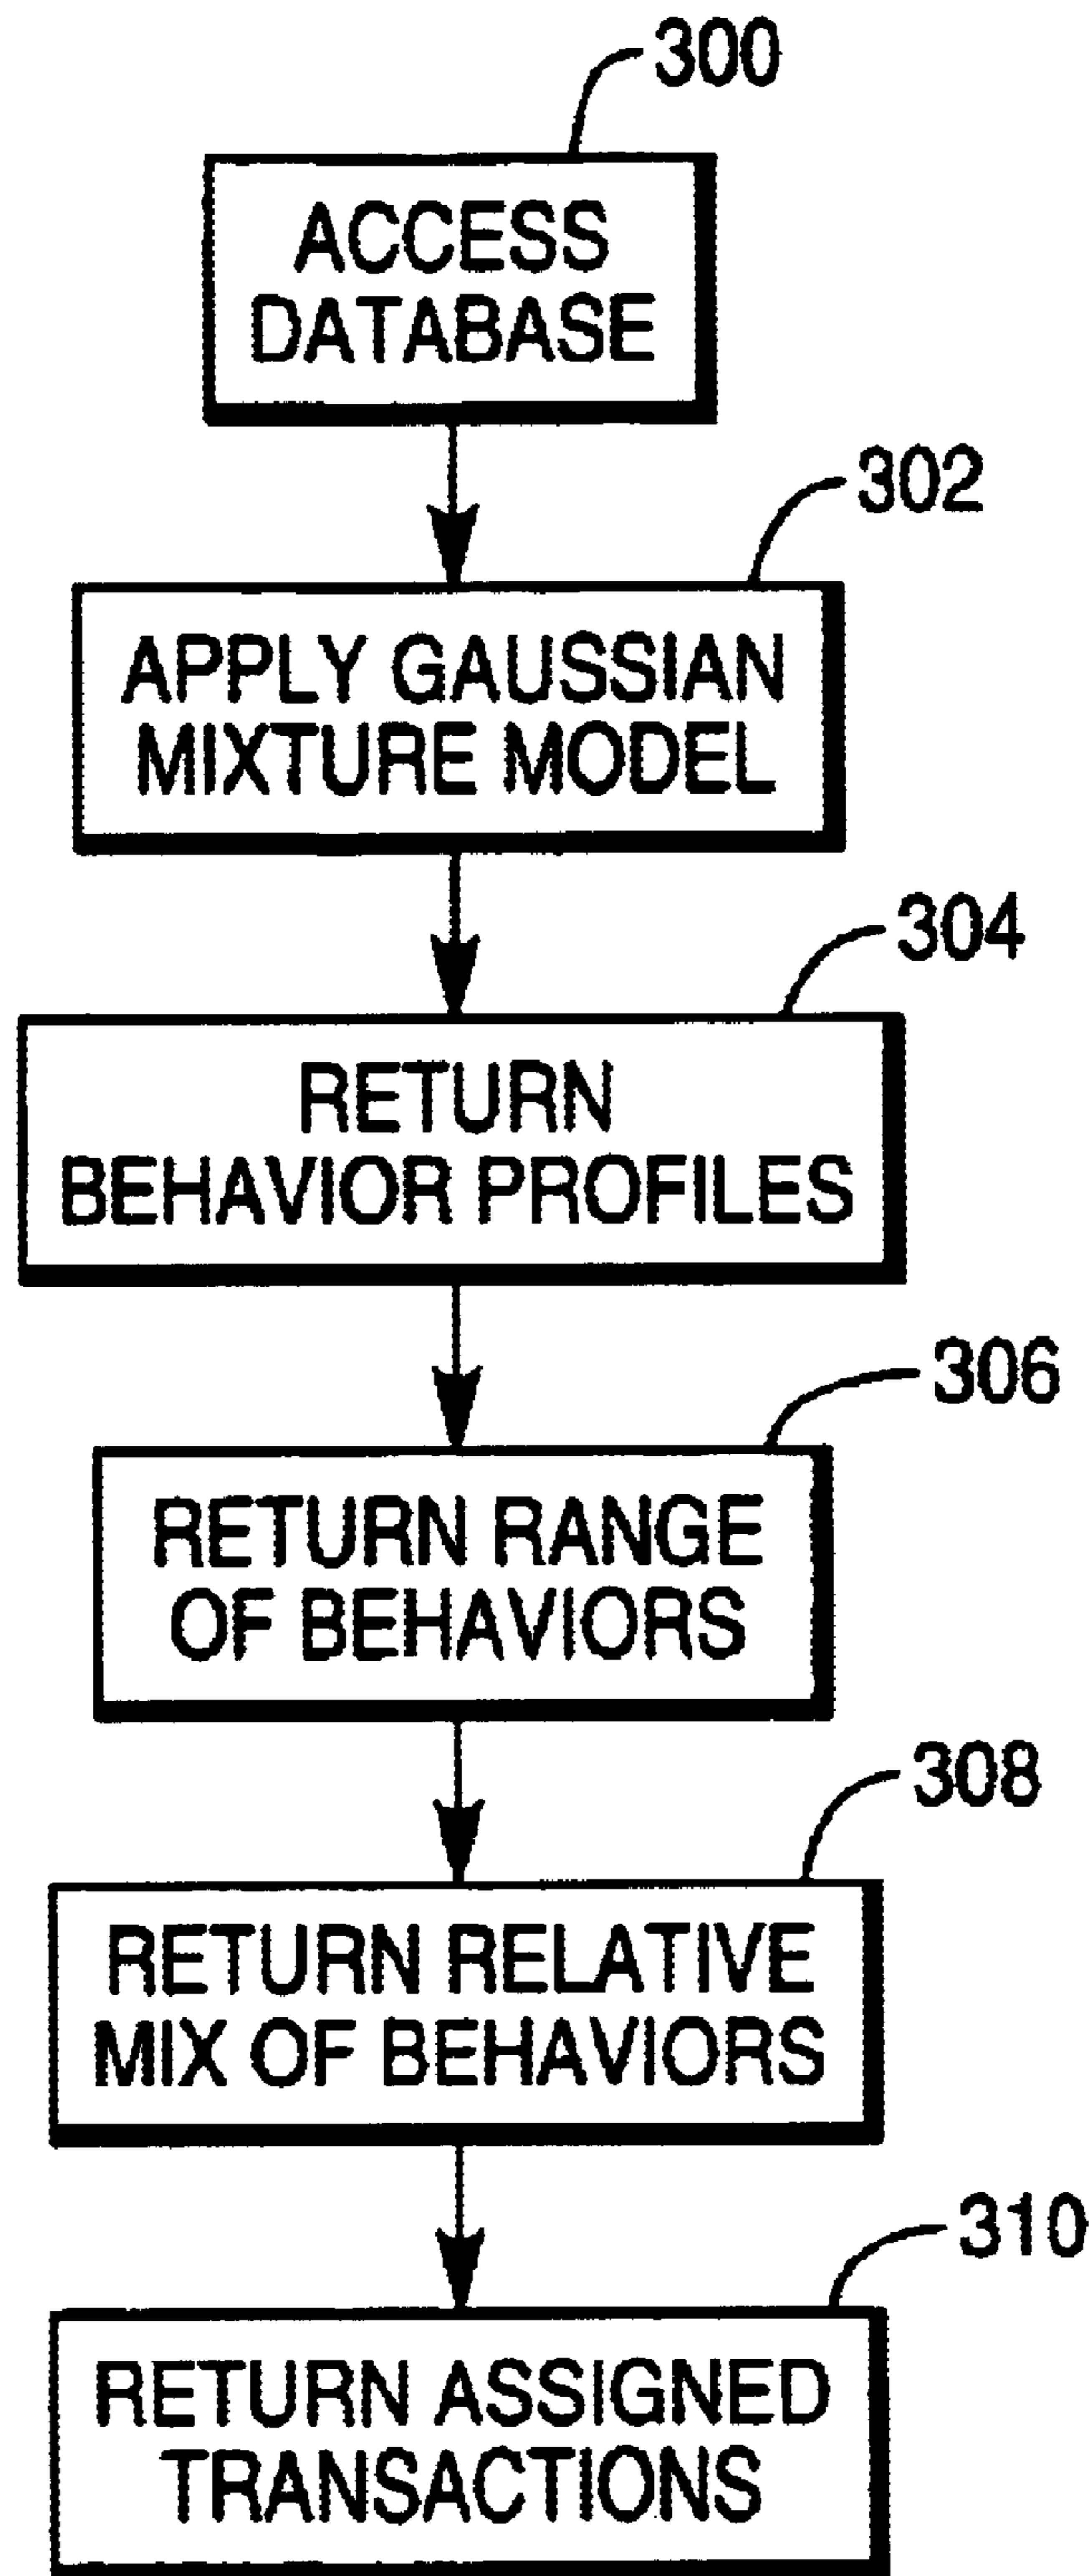 300
ACCESS
DATABASE
302
APPLY GAUSSIAN
MIXTURE MODEL
304
RETURN
BEHAVIOR PROFILES
306
RETURN RANGE
OF BEHAVIORS
308
RETURN RELATIVE
MIX OF BEHAVIORS
310
RETURN ASSIGNED
TRANSACTIONS